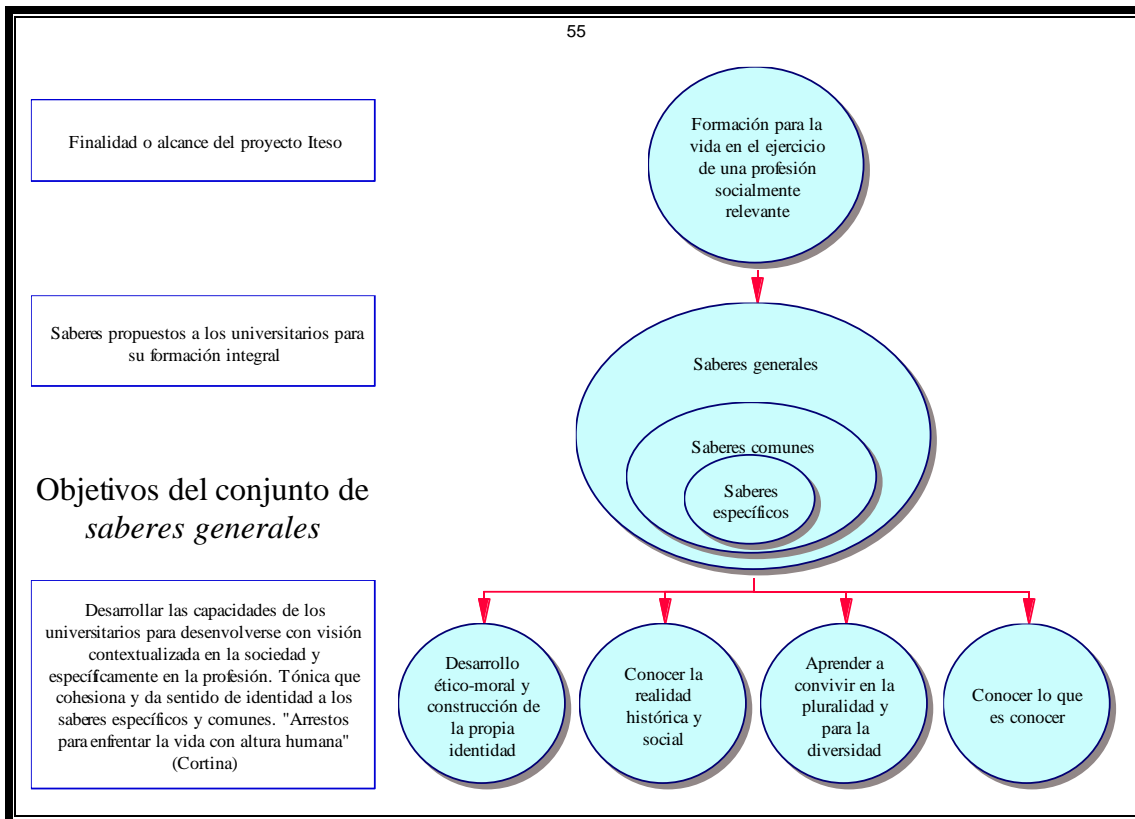 55
Finalidad o alcance del proyecto Iteso
Formación para la
vida en el ejercicio
de una profesión
socialmente
relevante
Saberes propuestos a los universitarios para
su formación integral
Saberes generales
Saberes comunes
Saberes
específicos
Objetivos del conjunto de
saberes generales
Desarrollar las capacidades de los
universitarios para desenvolverse con visión
contextualizada en la sociedad y
específicamente en la profesión. Tónica que
cohesiona y da sentido de identidad a los
saberes específicos y comunes. "Arrestos
para enfrentar la vida con altura humana"
(Cortina)
Desarrollo
ético-moral y
construcción de
la propia
identidad
Conocer la
realidad
histórica y
social
Aprender a
convivir en la
pluralidad y
para la
diversidad
Conocer lo que
es conocer